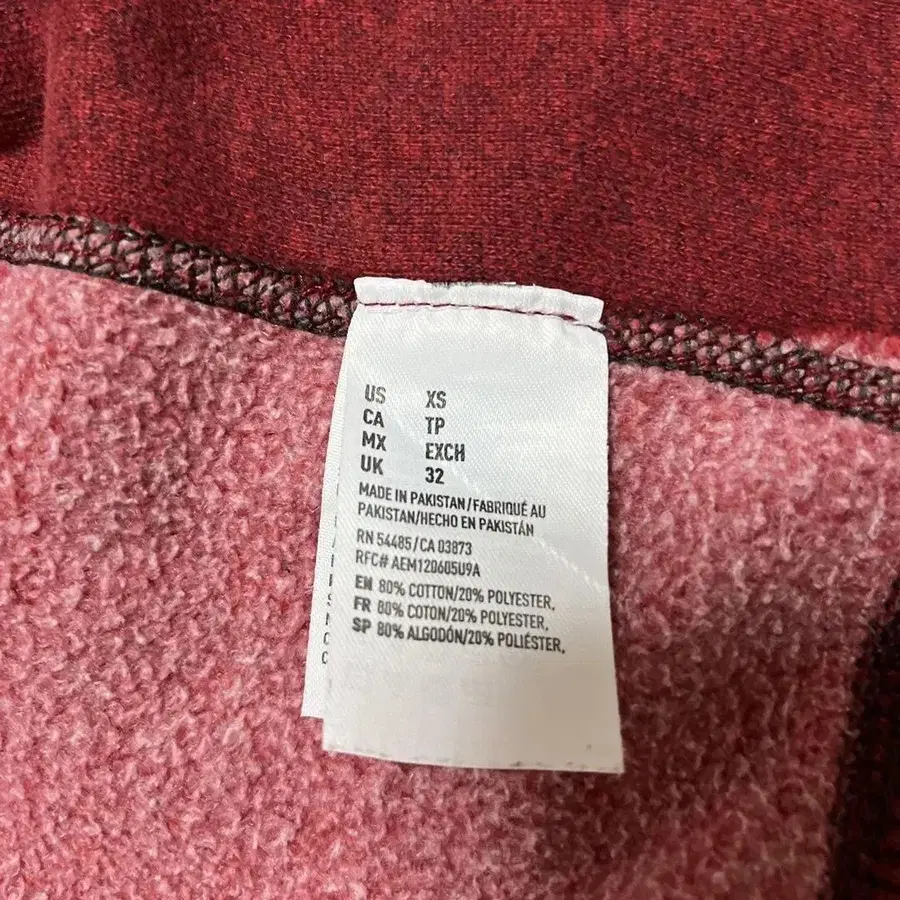 US XS
CA TP
MX EXCH
UK 32
MADE IN PAKISTAN/FABRIQUÉ AU
PAKISTAN/HECHO EN PAKISTÁN
RN 54485/CA 03873
RFC# AEM120605U9A
EN 80% COTTON/20% POLYESTER,
FR 80% COTON/20% POLYESTER,
SP 80% ALGODÓN/20% POLIÉSTER,